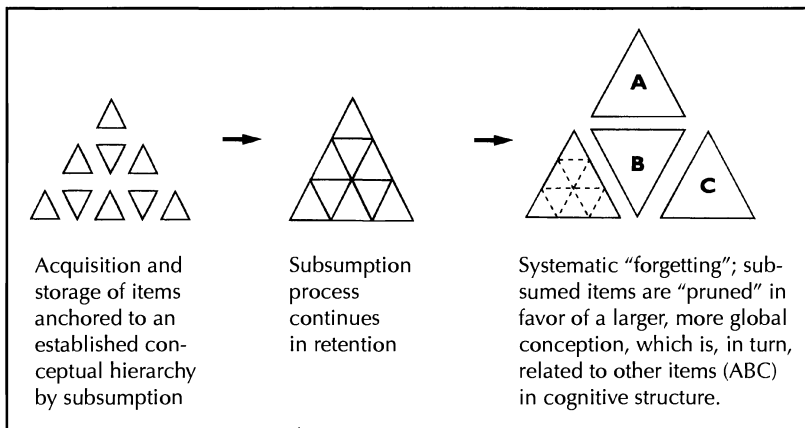 A
B
C
Acquisition and
storage of items
anchored to an
established con-
ceptual hierarchy
by subsumption
Subsumption
process
continues
in retention
Systematic “forgetting”; sub-
sumed items are “pruned” in
favor of a larger, more global
conception, which is, in turn,
related to other items (ABC)
in cognitive structure.